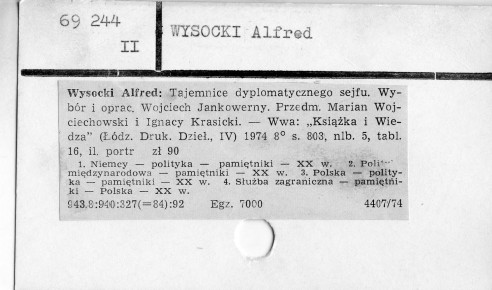 69 244
II
WYSOCKI Alfred
Wysocki Alfred: Tajemnice dyplomatycznego sejfu. Wy-
bór i oprac. Wojciech Jankowerny. Przedm. Marian Woj-
ciechowski i Ignacy Krasicki. — Wwa: „Książka i Wie-
dza” (Łódz. Druk. Dzieł., IV) 1974 8° s. 803, nlb. 5, tabl.
16, il. portr zł 90
1. Niemcy — polityka — pamiętniki — XX w. 2.
międzynarodowa — pamiętniki — XX w. 3. Polska — polity-
ka — pamiętniki — XX w. 4. Służba zagraniczna — pamiętni-
ki — Polska — XX w.
943.8:940:327(=84):92 Egz. 7000 4407/74